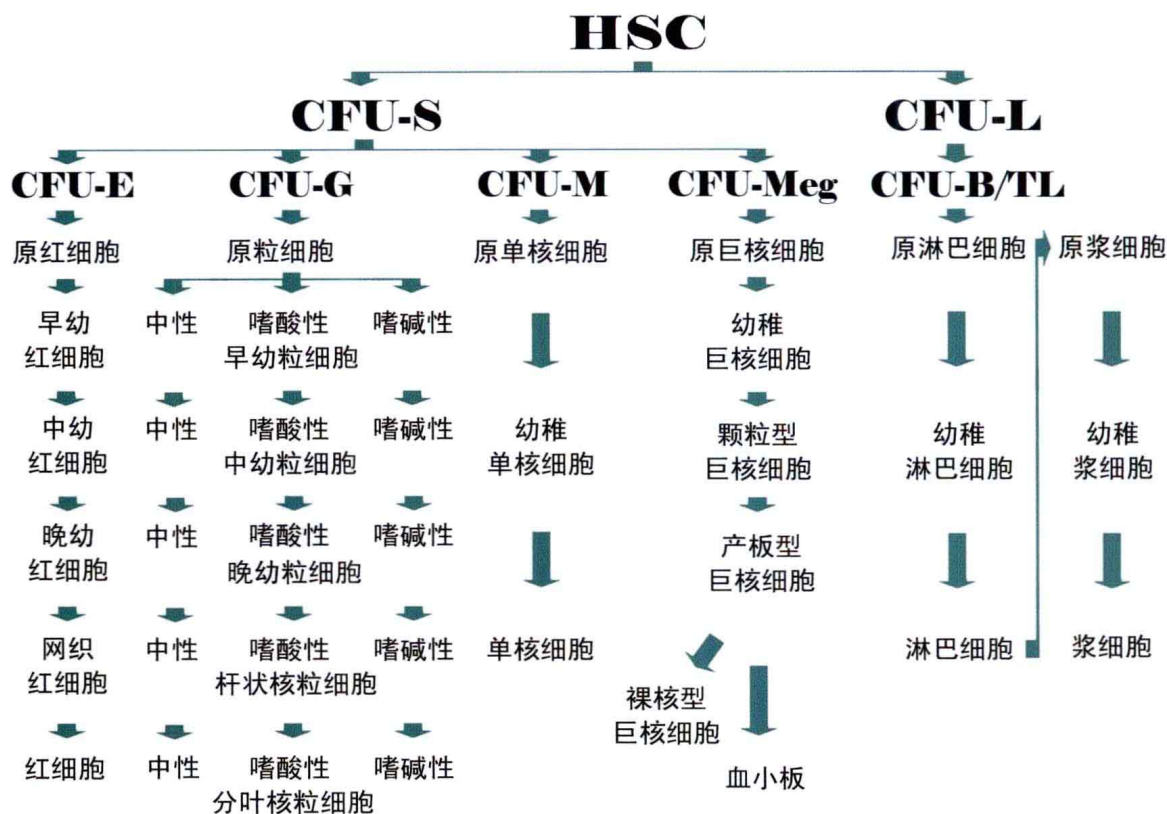 HSC
CFU-S CFU-L
CFU-E CFU-G CFU-M CFU-Meg CFU-B/TL
原红细胞 原粒细胞 原单核细胞 原巨核细胞 原淋巴细胞 原浆细胞
早幼 中性 嗜酸性 嗜碱性 幼稚
红细胞 早幼粒细胞 巨核细胞
中幼 中性 嗜酸性 嗜碱性 幼稚 颗粒型 幼稚 幼稚
红细胞 中幼粒细胞 单核细胞 巨核细胞 淋巴细胞 浆细胞
晚幼 中性 嗜酸性 嗜碱性 产板型
红细胞 晚幼粒细胞 巨核细胞
网织 中性 嗜酸性 嗜碱性 单核细胞 淋巴细胞 浆细胞
红细胞 杆状核粒细胞
裸核型
巨核细胞
红细胞 中性 嗜酸性 嗜碱性 血小板
分叶核粒细胞